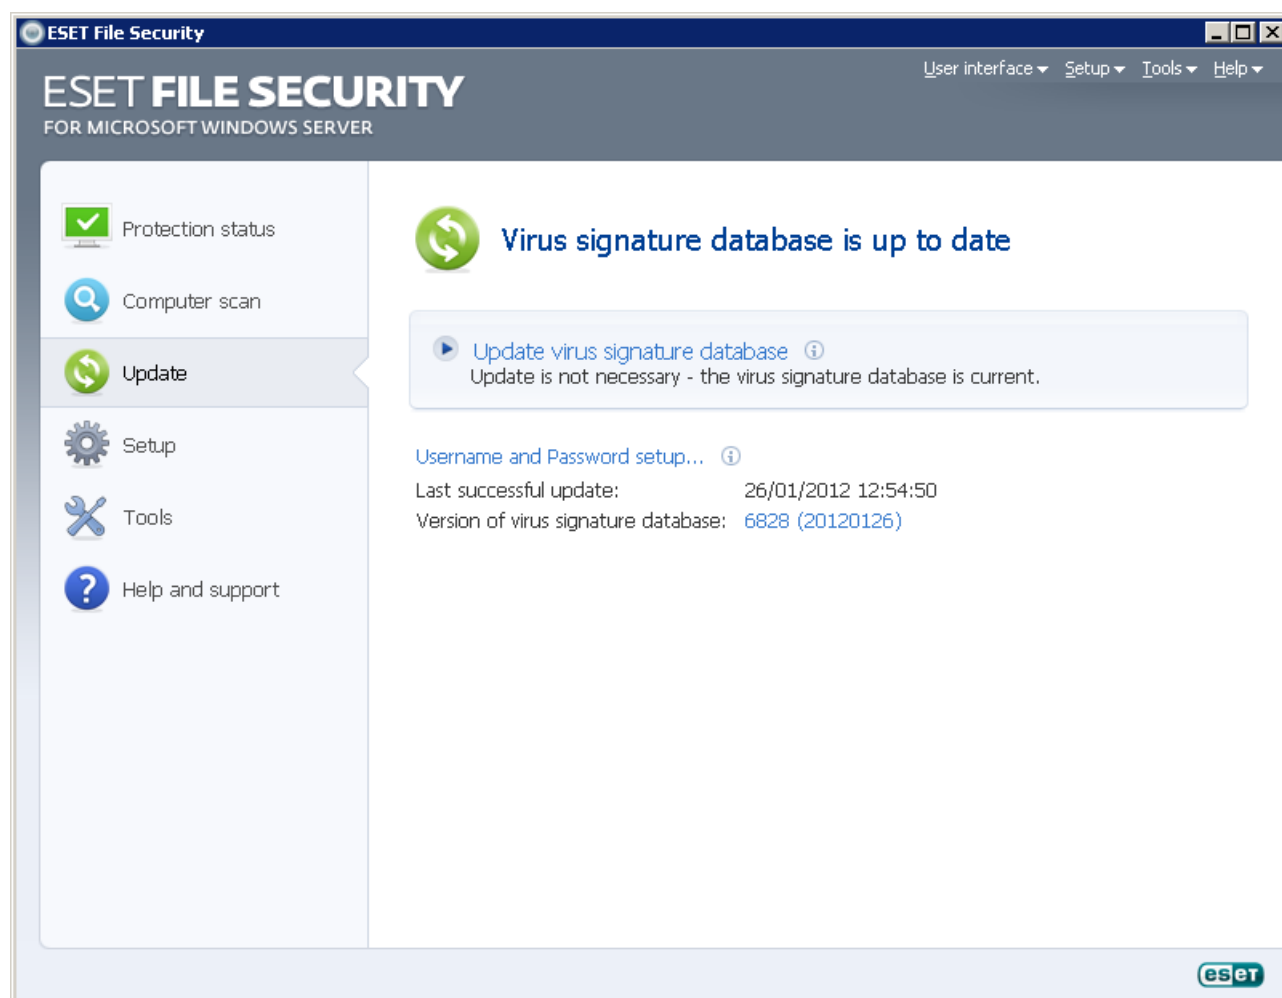 ESET File Security
User interface Setup Tools Help
ESET FILE SECURITY
FOR MICROSOFT WINDOWS SERVER
Protection status
Computer scan
Update
Setup
Tools
Help and support
Virus signature database is up to date
Update virus signature database
Update is not necessary - the virus signature database is current.
Username and Password setup...
Last successful update: 26/01/2012 12:54:50
Version of virus signature database: 6828 (20120126)
eseT